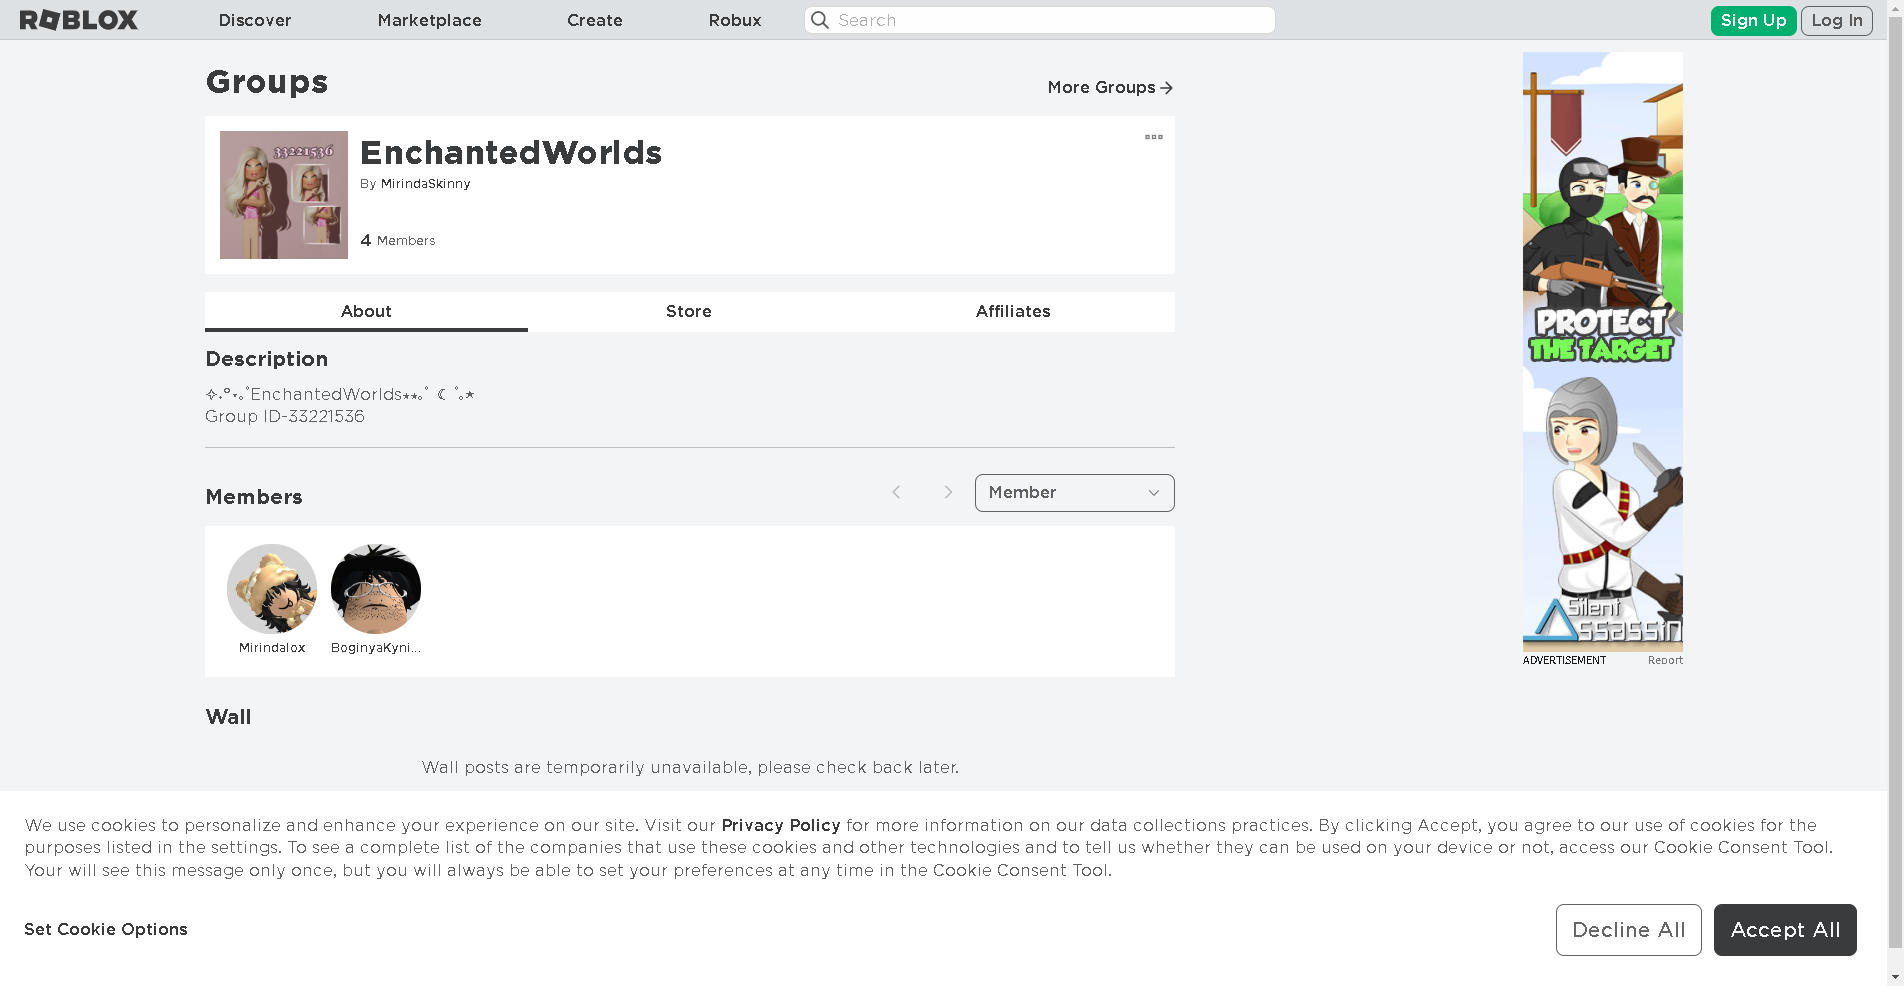 ROBLOX
Discover
Marketplace
Create
Robux
Search
Sign Up
Log In
Groups
More Groups
33221536
EnchantedWorlds
By MirindaSkinny
4 Members
About
Store
Affiliates
Description
✧˖°˖｡˚EnchantedWorlds⋆⋆｡˚ ☾ ˚｡⋆
Group ID-33221536
Members
Member
Mirindalox
BoginyaKyni...
Wall
Wall posts are temporarily unavailable, please check back later.
PROTECT
THE TARGET
Silent
Assassin
ADVERTISEMENT
Report
We use cookies to personalize and enhance your experience on our site. Visit our Privacy Policy for more information on our data collections practices. By clicking Accept, you agree to our use of cookies for the
purposes listed in the settings. To see a complete list of the companies that use these cookies and other technologies and to tell us whether they can be used on your device or not, access our Cookie Consent Tool.
Your will see this message only once, but you will always be able to set your preferences at any time in the Cookie Consent Tool.
Set Cookie Options
Decline All
Accept All